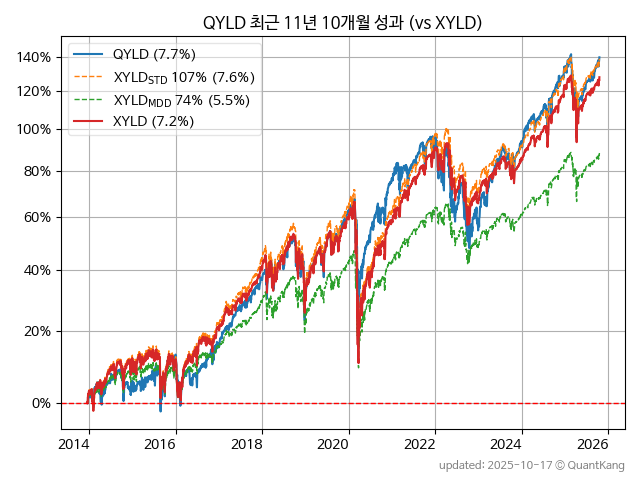 QYLD 최근 11년 10개월 성과 (vs XYLD)
QYLD (7.7%)
XYLD_STD 107% (7.6%)
XYLD_MDD 74% (5.5%)
XYLD (7.2%)
140%
120%
100%
80%
60%
40%
20%
0%
2014 2016 2018 2020 2022 2024 2026
updated: 2025-10-17 © QuantKang